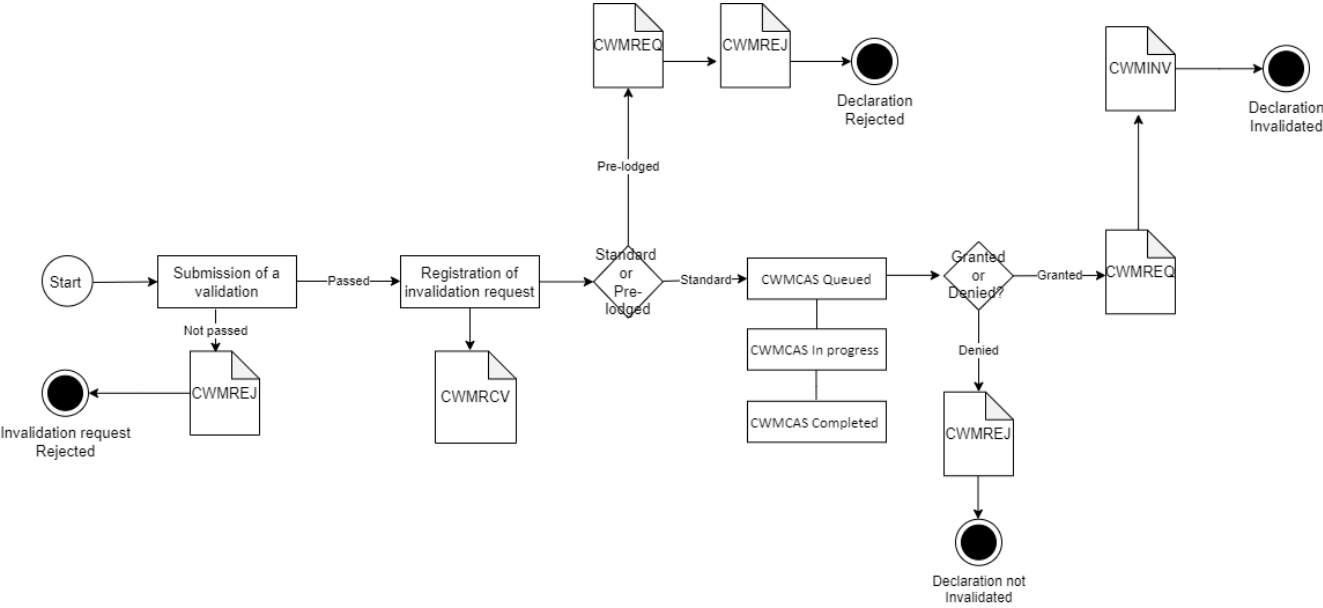 CWMREQ
CWMREJ
Declaration
Rejected
CWMINV
Declaration
Invalidated
Pre-lodged
Start
Submission of a
validation
Passed
Registration of
invalidation request
Standard
or
Pre-
lodged
Standard
CWMCAS Queued
Granted
or
Denied?
Granted
CWMREQ
Not passed
CWMREJ
Invalidation request
Rejected
CWMRCV
CWMCAS In progress
CWMCAS Completed
Denied
CWMREJ
Declaration not
Invalidated